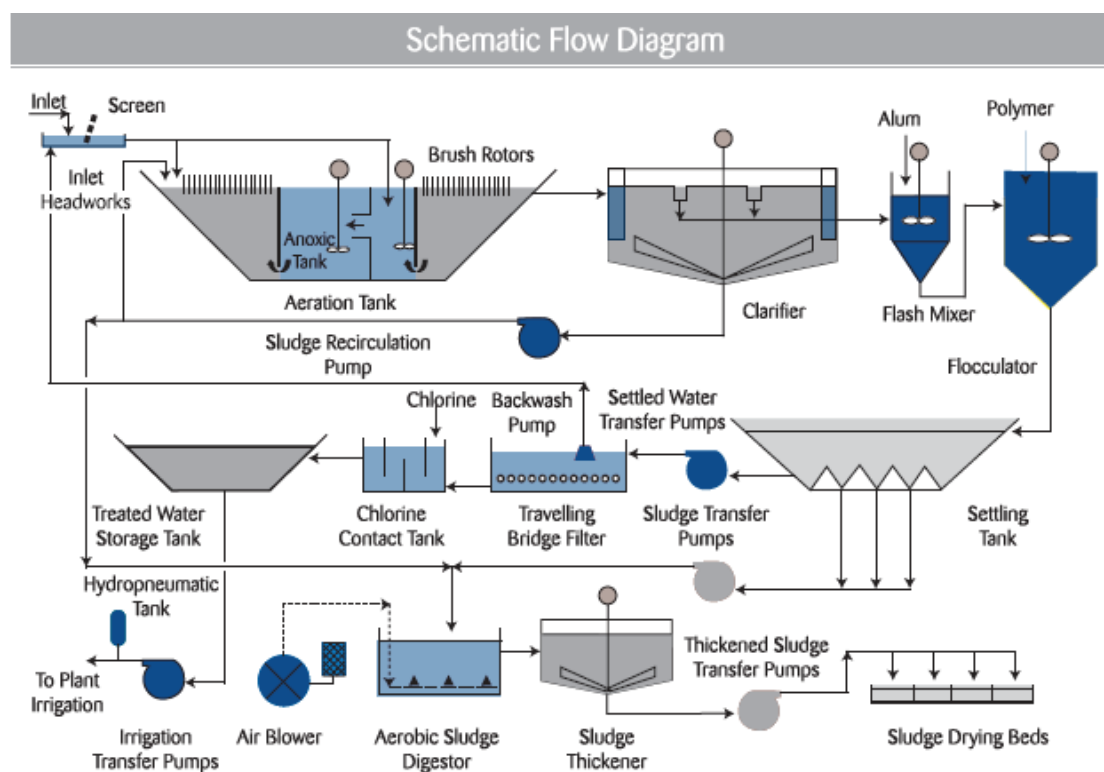 Schematic Flow Diagram
Inlet
Screen
Inlet
Headworks
Brush Rotors
Anoxic
Tank
Aeration Tank
Clarifier
Alum
Flash Mixer
Polymer
Flocculator
Sludge Recirculation
Pump
Chlorine
Backwash
Pump
Settled Water
Transfer Pumps
Treated Water
Storage Tank
Chlorine
Contact Tank
Travelling
Bridge Filter
Sludge Transfer
Pumps
Settling
Tank
Hydropneumatic
Tank
To Plant
Irrigation
Irrigation
Transfer Pumps
Air Blower
Aerobic Sludge
Digestor
Sludge
Thickener
Thickened Sludge
Transfer Pumps
Sludge Drying Beds